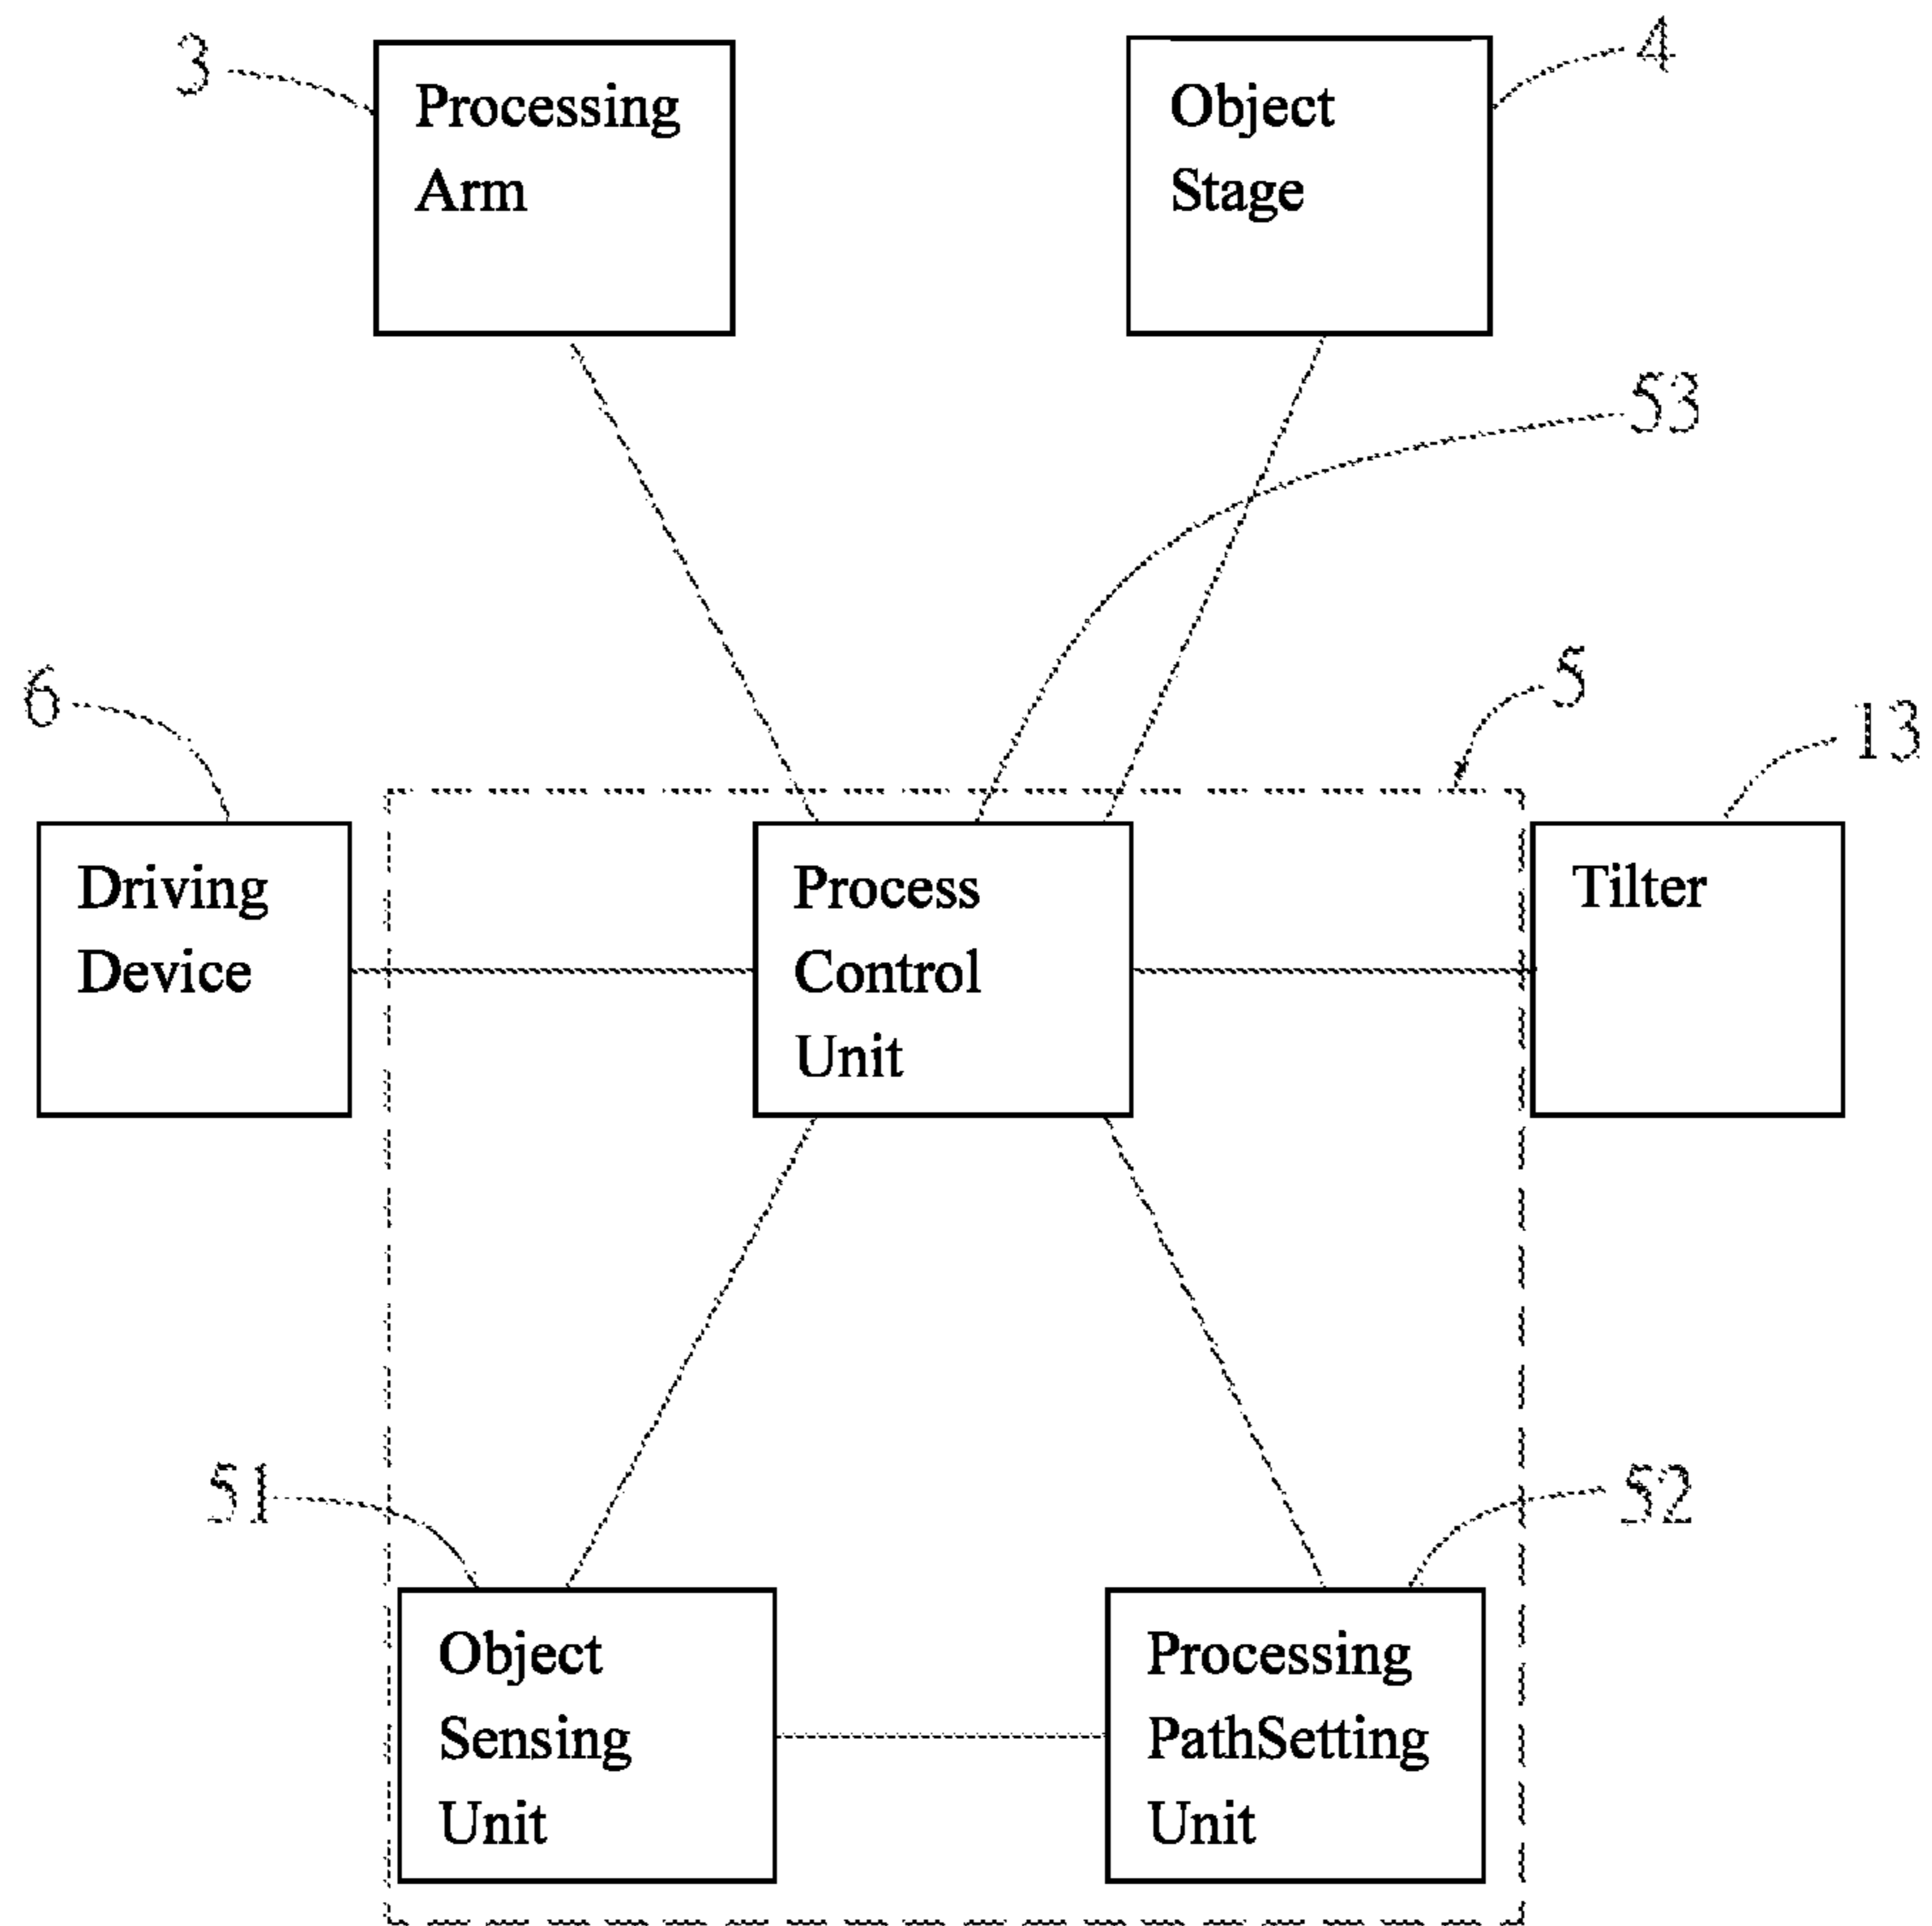 3
Processing
Arm
Object
Stage
4
53
6
5
13
Driving
Device
Process
Control
Unit
Tilter
51
52
Object
Sensing
Unit
Processing
PathSetting
Unit